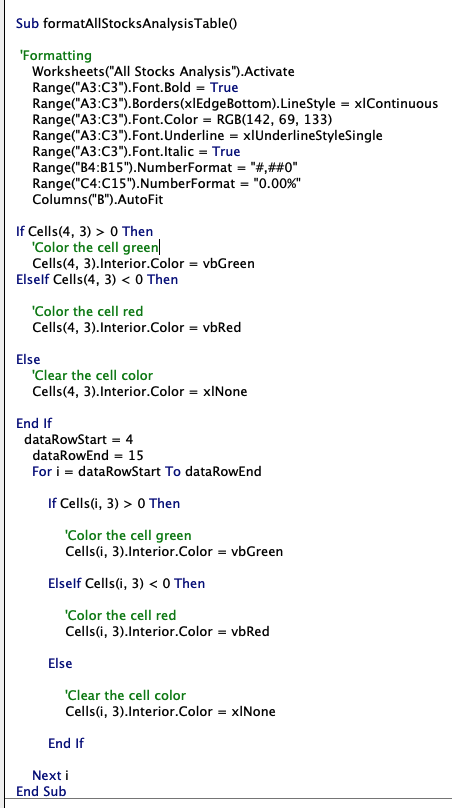 Sub formatAllStocksAnalysisTable()
'Formatting
Worksheets("All Stocks Analysis").Activate
Range("A3:C3").Font.Bold = True
Range("A3:C3").Borders(xlEdgeBottom).LineStyle = xlContinuous
Range("A3:C3").Font.Color = RGB(142, 69, 133)
Range("A3:C3").Font.Underline = xlUnderlineStyleSingle
Range("A3:C3").Font.Italic = True
Range("B4:B15").NumberFormat = "#,##0"
Range("C4:C15").NumberFormat = "0.00%"
Columns("B").AutoFit
If Cells(4, 3) > 0 Then
'Color the cell green
Cells(4, 3).Interior.Color = vbGreen
ElseIf Cells(4, 3) < 0 Then
'Color the cell red
Cells(4, 3).Interior.Color = vbRed
Else
'Clear the cell color
Cells(4, 3).Interior.Color = xlNone
End If
dataRowStart = 4
dataRowEnd = 15
For i = dataRowStart To dataRowEnd
If Cells(i, 3) > 0 Then
'Color the cell green
Cells(i, 3).Interior.Color = vbGreen
ElseIf Cells(i, 3) < 0 Then
'Color the cell red
Cells(i, 3).Interior.Color = vbRed
Else
'Clear the cell color
Cells(i, 3).Interior.Color = xlNone
End If
Next i
End Sub